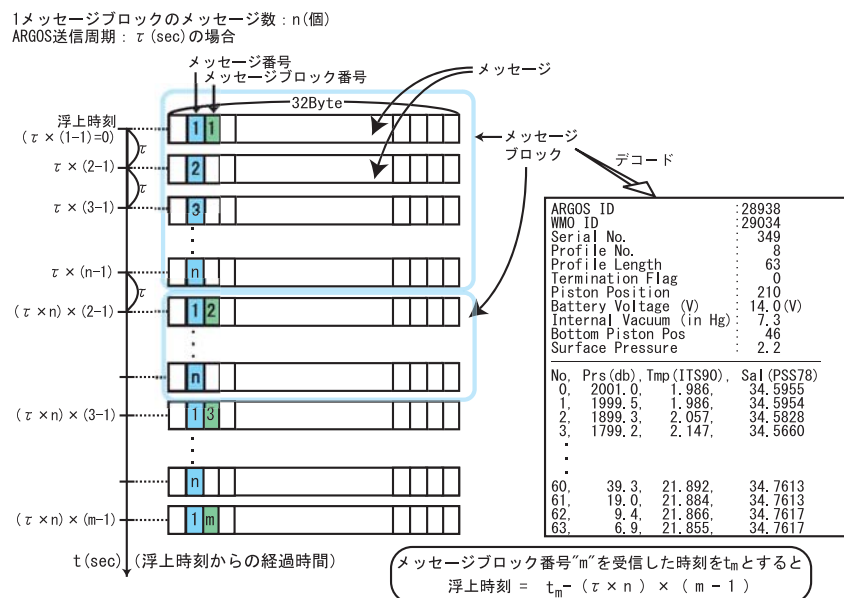 1メッセージブロックのメッセージ数：n(個)
ARGOS送信周期：τ(sec)の場合
メッセージ番号
メッセージブロック番号
メッセージ
32Byte
浮上時刻
(τ×(1-1)=0)
1 1
τ
メッセージ
ブロック
デコード
τ×(2-1)
2
τ
τ×(3-1)
3
τ×(n-1)
n
τ
(τ×n)×(2-1)
1 2
n
(τ×n)×(3-1)
1 3
n
(τ×n)×(m-1)
1 m
t(sec) (浮上時刻からの経過時間)
ARGOS ID :28938
WMO ID :29034
Serial No. : 349
Profile No. : 8
Profile Length : 63
Termination Flag : 0
Piston Position : 210
Battery Voltage (V) : 14.0(V)
Internal Vacuum (in Hg): 7.3
Bottom Piston Pos : 46
Surface Pressure : 2.2
No, Prs(db), Tmp(ITS90), Sal(PSS78)
0, 2001.0, 1.986, 34.5955
1, 1999.5, 1.986, 34.5954
2, 1899.3, 2.057, 34.5828
3, 1799.2, 2.147, 34.5660
60, 39.3, 21.892, 34.7613
61, 19.0, 21.884, 34.7613
62, 9.4, 21.866, 34.7617
63, 6.9, 21.855, 34.7617
メッセージブロック番号"m"を受信した時刻をtmとすると
浮上時刻 = tm-(τ×n)×(m-1)